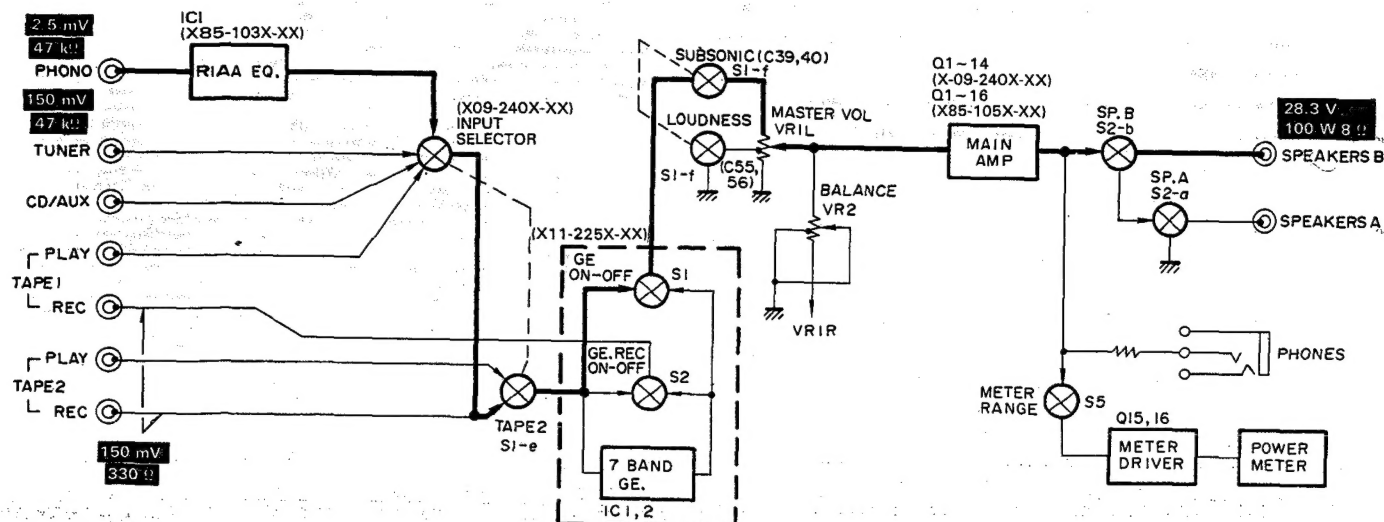 2.5 mV
47 kΩ
PHONO
IC1
(X85-103X-XX)
RIAA EQ.
150 mV
47 kΩ
TUNER
CD/AUX
PLAY
TAPE1
REC
PLAY
TAPE2
REC
150 mV
330 Ω
(X09-240X-XX)
INPUT
SELECTOR
TAPE2
S1-e
(X11-225X-XX)
GE
ON-OFF
S1
GE.REC
ON-OFF
S2
7 BAND
GE.
IC1,2
SUBSONIC(C39,40)
S1-f
LOUDNESS
S1-f
(C55,
56)
MASTER VOL
VR1L
BALANCE
VR2
VR1R
Q1~14
(X-09-240X-XX)
Q1~16
(X85-105X-XX)
MAIN
AMP
SP.B
S2-b
SP.A
S2-a
28.3 V
100 W 8 Ω
SPEAKERS B
SPEAKERS A
PHONES
METER
RANGE
S5
Q15,16
METER
DRIVER
POWER
METER